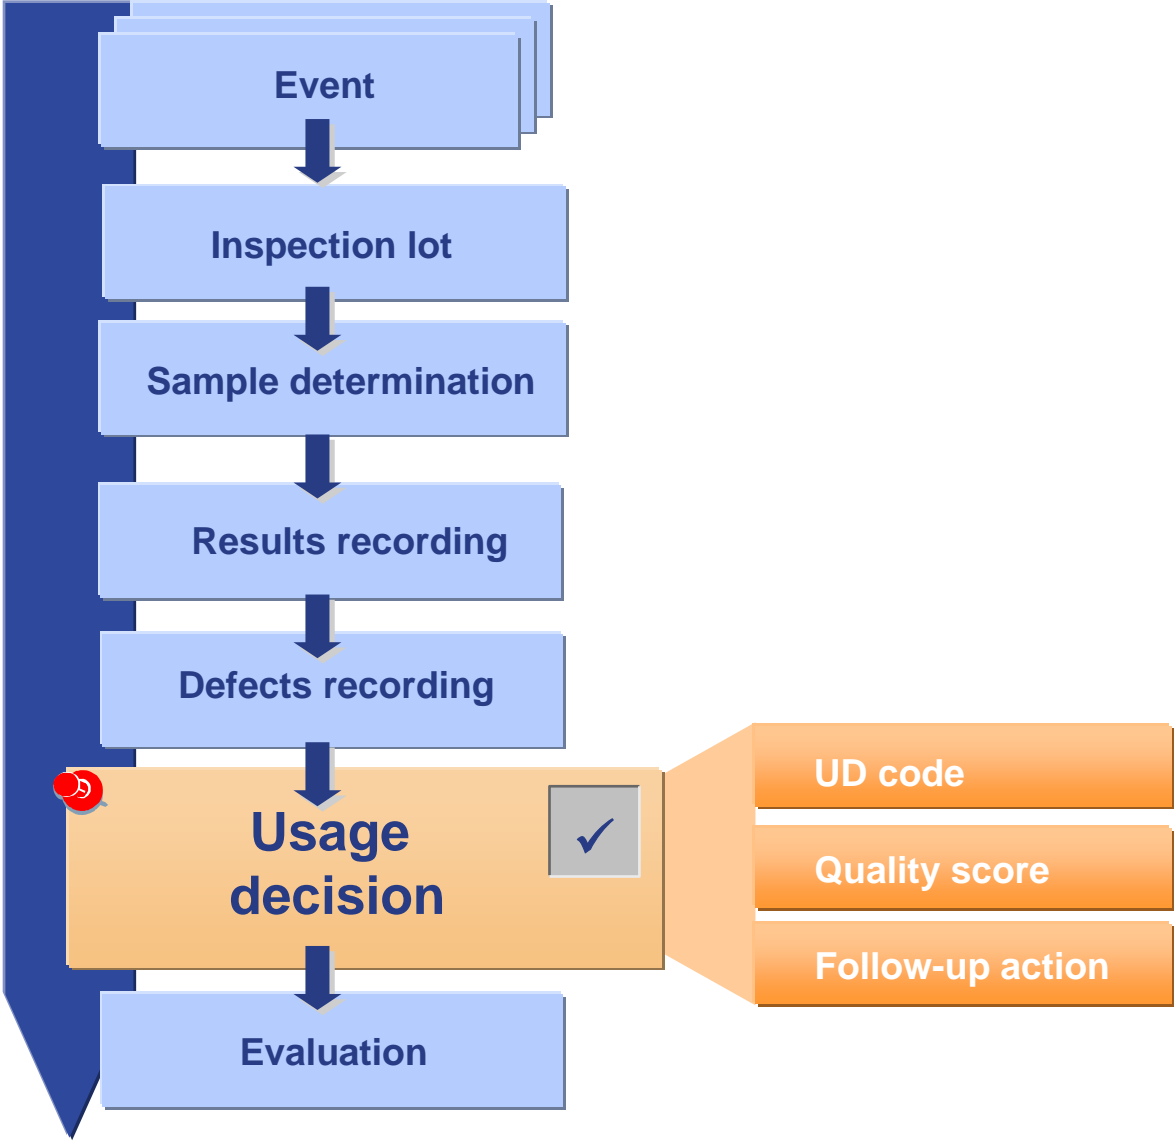 Event
Inspection lot
Sample determination
Results recording
Defects recording
Usage
decision
UD code
Quality score
Follow-up action
Evaluation